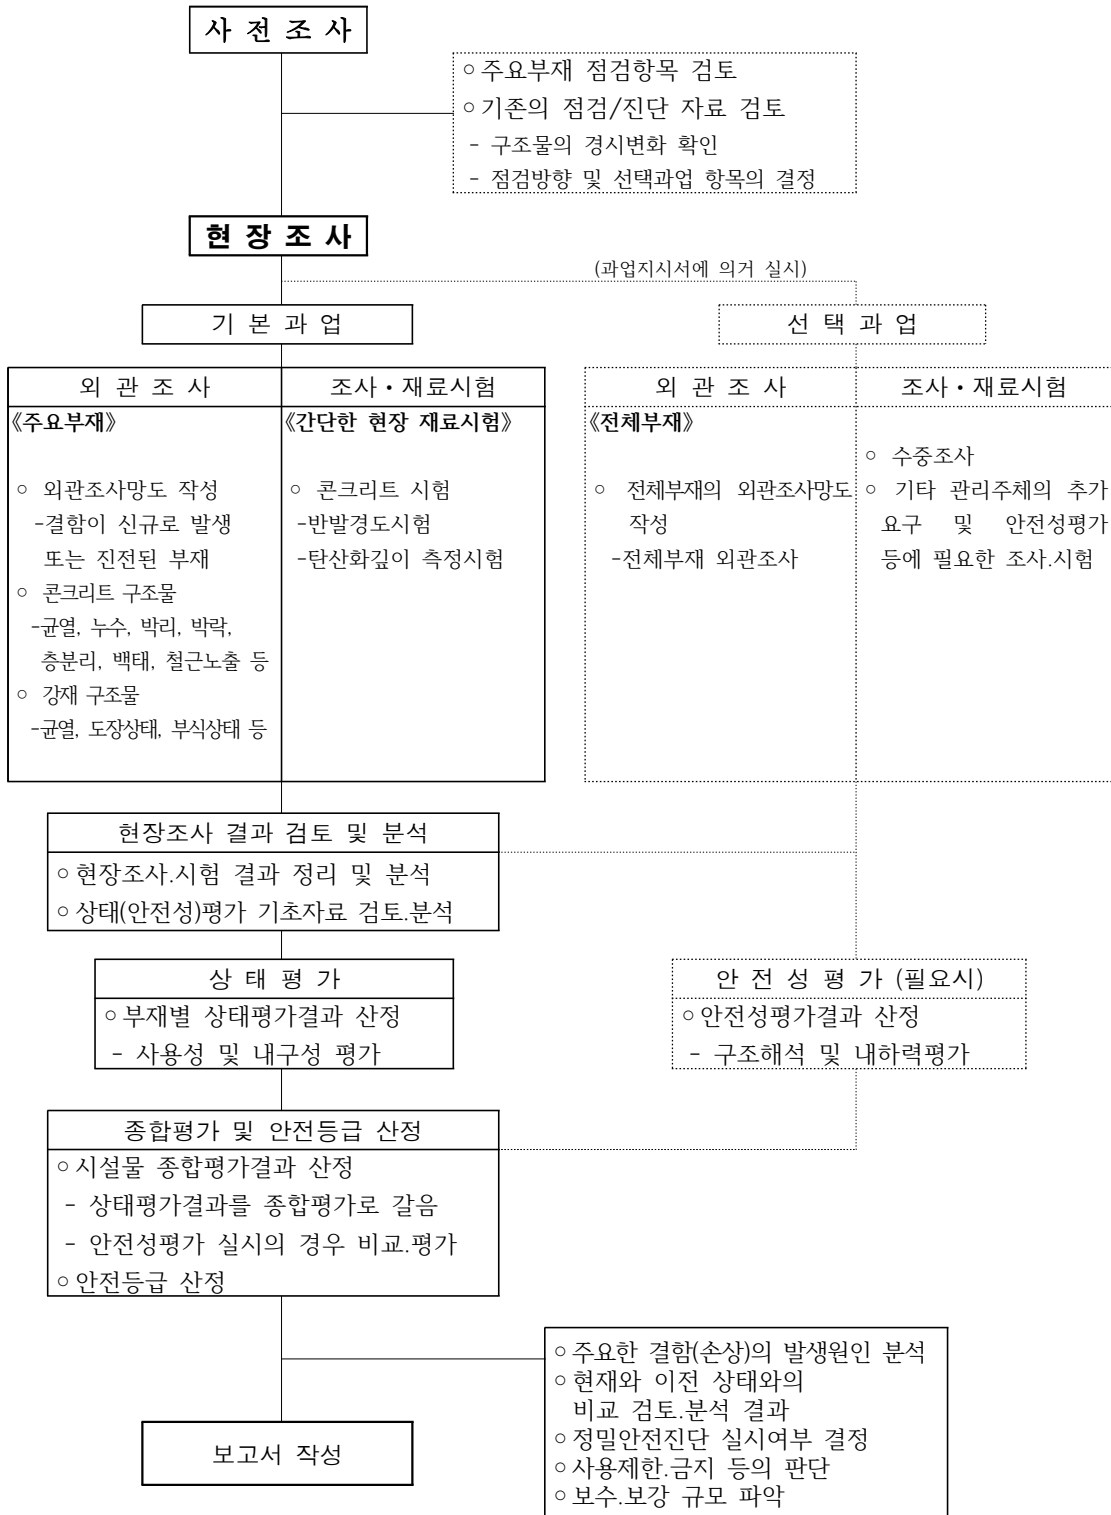 사 전 조 사
○ 주요부재 점검항목 검토
○ 기존의 점검/진단 자료 검토
- 구조물의 경시변화 확인
- 점검방향 및 선택과업 항목의 결정
현 장 조 사
(과업지시서에 의거 실시)
기 본 과 업
선 택 과 업
외 관 조 사
조사・재료시험
《주요부재》
○ 외관조사망도 작성
-결함이 신규로 발생
또는 진전된 부재
○ 콘크리트 구조물
-균열, 누수, 박리, 박락,
층분리, 백태, 철근노출 등
○ 강재 구조물
-균열, 도장상태, 부식상태 등
《간단한 현장 재료시험》
○ 콘크리트 시험
-반발경도시험
-탄산화깊이 측정시험
외 관 조 사
조사・재료시험
《전체부재》
○ 전체부재의 외관조사망도
작성
-전체부재 외관조사
○ 수중조사
○ 기타 관리주체의 추가
요구 및 안전성평가
등에 필요한 조사.시험
현장조사 결과 검토 및 분석
○ 현장조사.시험 결과 정리 및 분석
○ 상태(안전성)평가 기초자료 검토.분석
상 태 평 가
○ 부재별 상태평가결과 산정
- 사용성 및 내구성 평가
안 전 성 평 가 (필요시)
○ 안전성평가결과 산정
- 구조해석 및 내하력평가
종합평가 및 안전등급 산정
○ 시설물 종합평가결과 산정
- 상태평가결과를 종합평가로 갈음
- 안전성평가 실시의 경우 비교.평가
○ 안전등급 산정
○ 주요한 결함(손상)의 발생원인 분석
○ 현재와 이전 상태와의
비교 검토.분석 결과
○ 정밀안전진단 실시여부 결정
○ 사용제한.금지 등의 판단
○ 보수.보강 규모 파악
보고서 작성